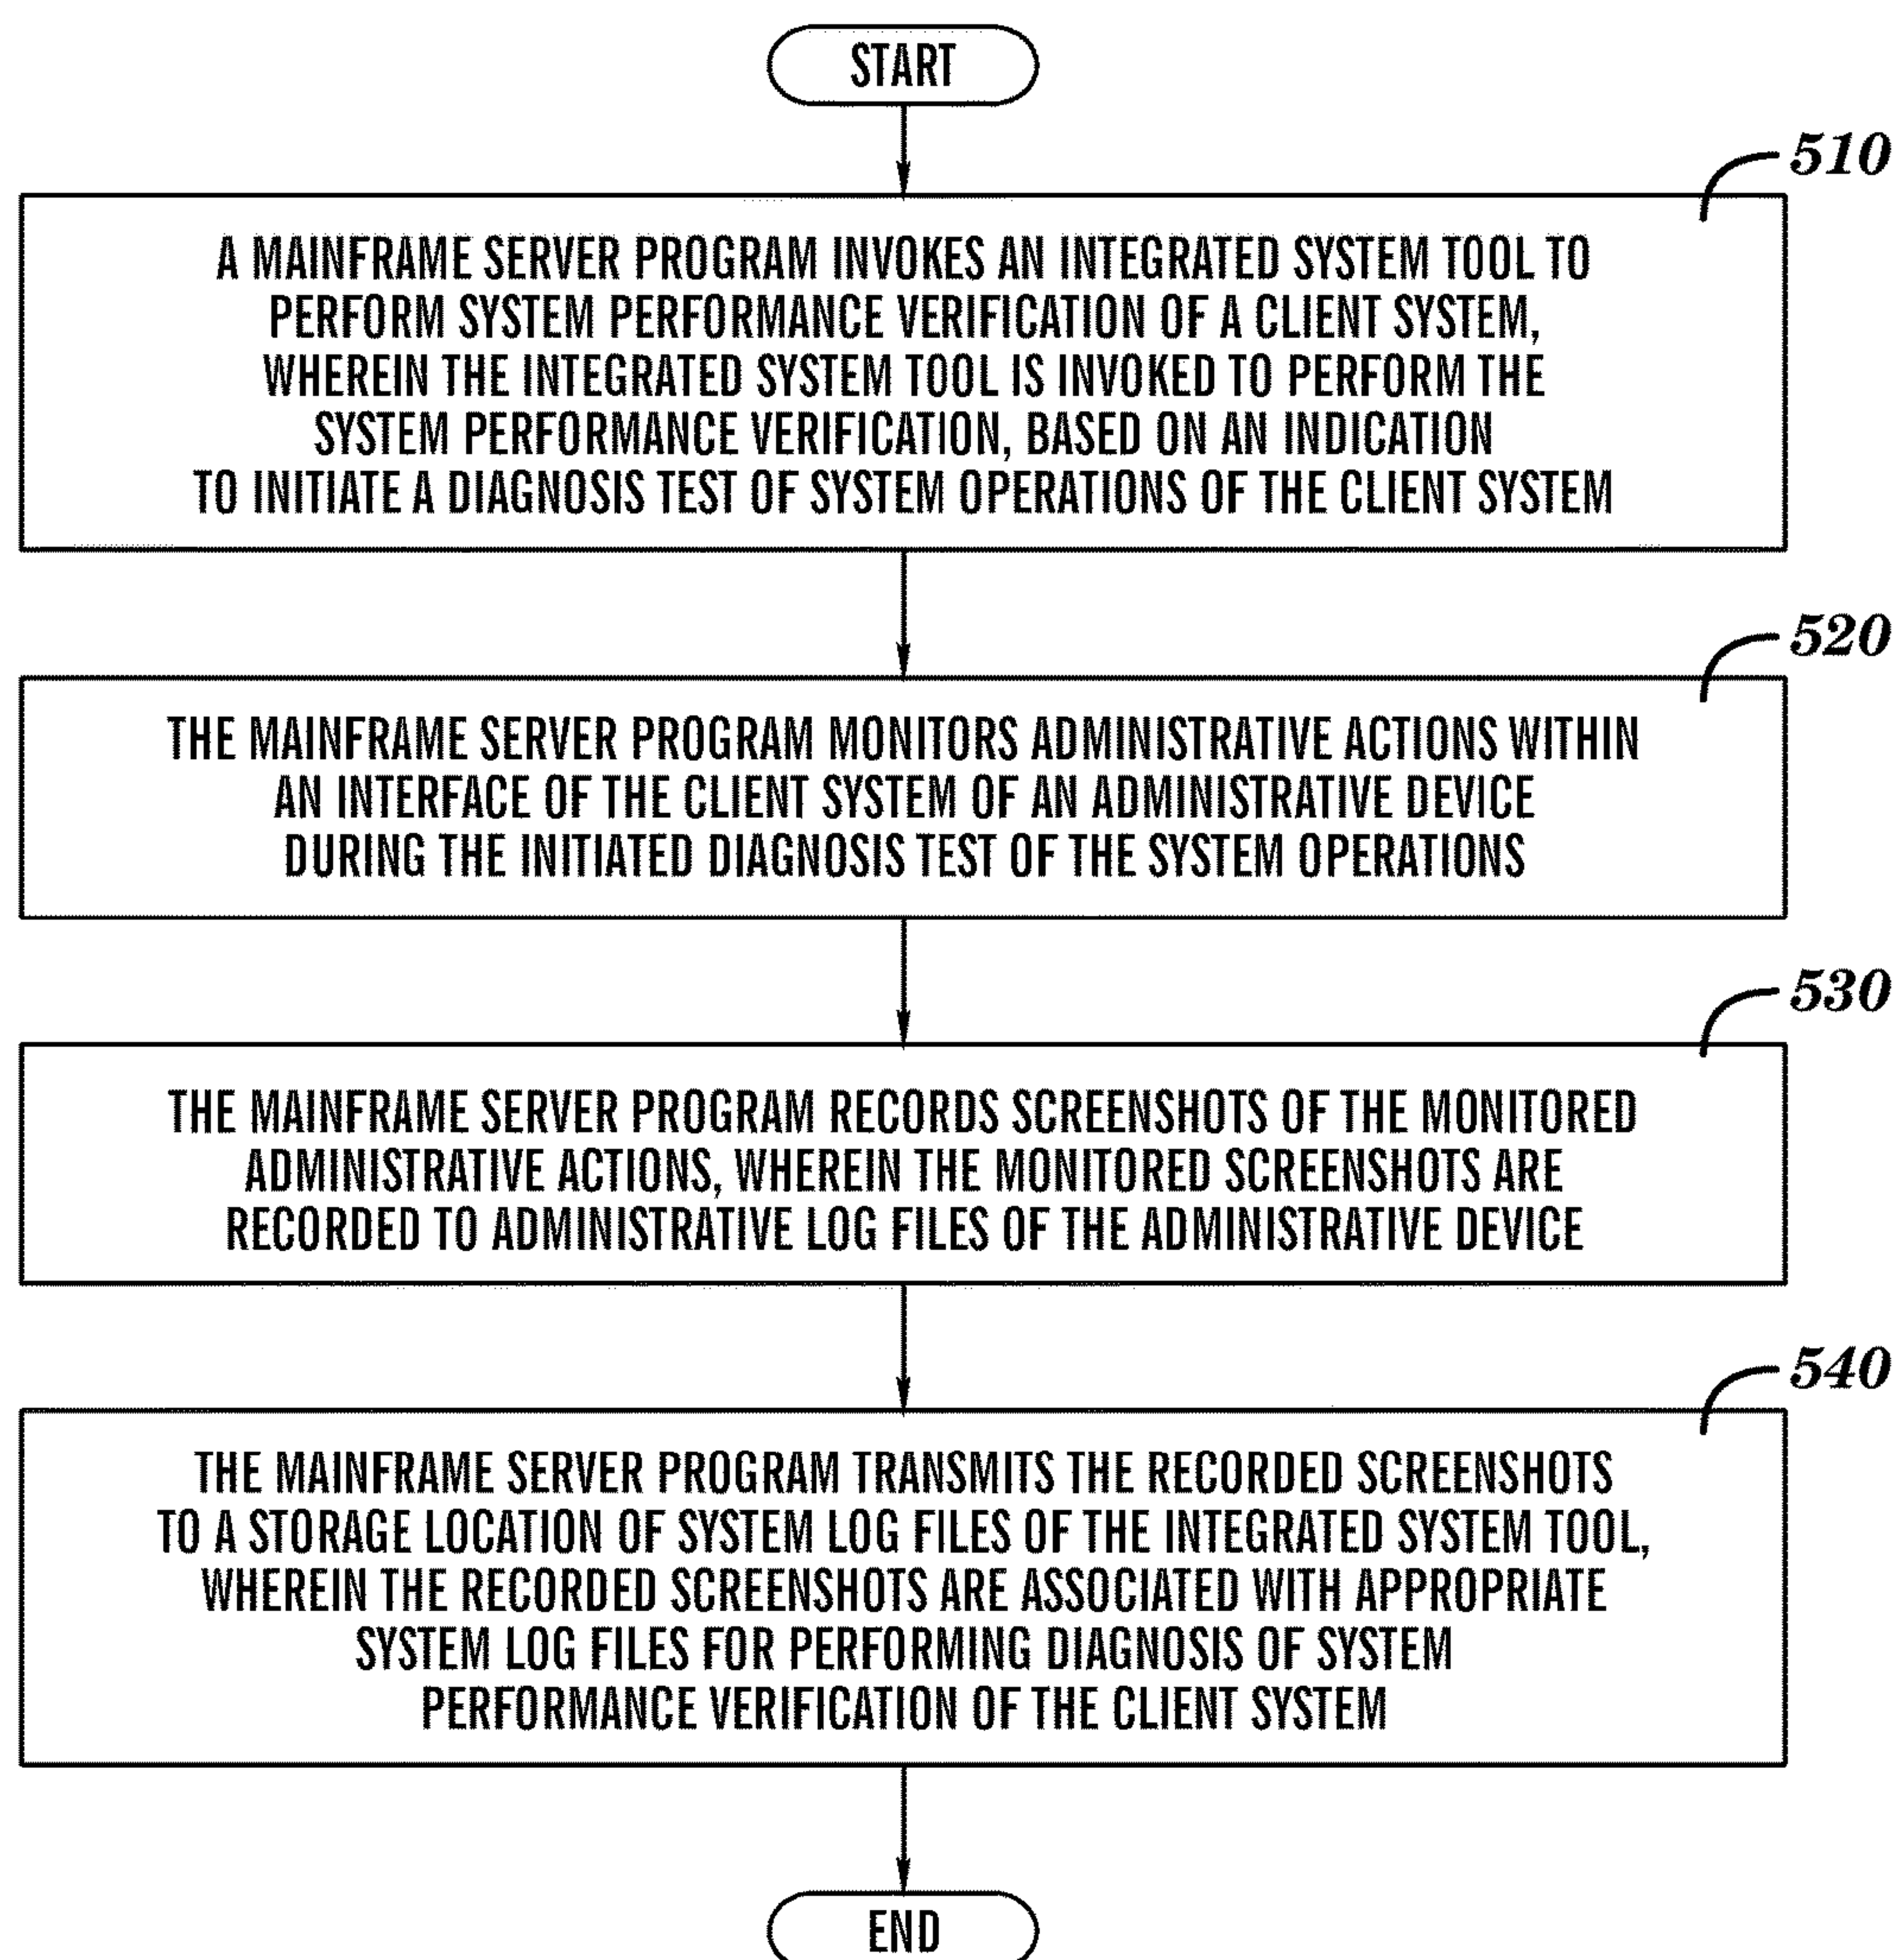 START
510
A MAINFRAME SERVER PROGRAM INVOKES AN INTEGRATED SYSTEM TOOL TO
PERFORM SYSTEM PERFORMANCE VERIFICATION OF A CLIENT SYSTEM,
WHEREIN THE INTEGRATED SYSTEM TOOL IS INVOKED TO PERFORM THE
SYSTEM PERFORMANCE VERIFICATION, BASED ON AN INDICATION
TO INITIATE A DIAGNOSIS TEST OF SYSTEM OPERATIONS OF THE CLIENT SYSTEM
520
THE MAINFRAME SERVER PROGRAM MONITORS ADMINISTRATIVE ACTIONS WITHIN
AN INTERFACE OF THE CLIENT SYSTEM OF AN ADMINISTRATIVE DEVICE
DURING THE INITIATED DIAGNOSIS TEST OF THE SYSTEM OPERATIONS
530
THE MAINFRAME SERVER PROGRAM RECORDS SCREENSHOTS OF THE MONITORED
ADMINISTRATIVE ACTIONS, WHEREIN THE MONITORED SCREENSHOTS ARE
RECORDED TO ADMINISTRATIVE LOG FILES OF THE ADMINISTRATIVE DEVICE
540
THE MAINFRAME SERVER PROGRAM TRANSMITS THE RECORDED SCREENSHOTS
TO A STORAGE LOCATION OF SYSTEM LOG FILES OF THE INTEGRATED SYSTEM TOOL,
WHEREIN THE RECORDED SCREENSHOTS ARE ASSOCIATED WITH APPROPRIATE
SYSTEM LOG FILES FOR PERFORMING DIAGNOSIS OF SYSTEM
PERFORMANCE VERIFICATION OF THE CLIENT SYSTEM
END